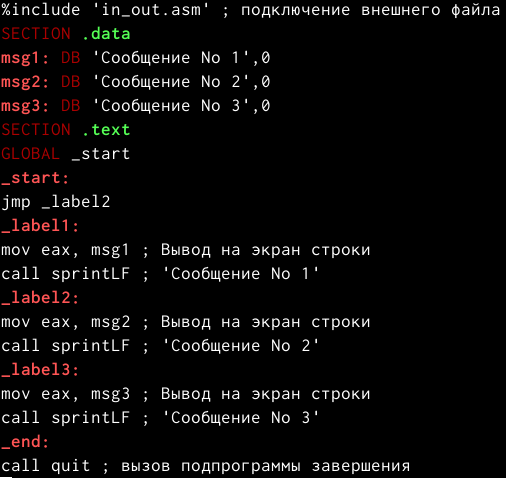 %include 'in_out.asm' ; подключение внешнего файла
SECTION .data
msg1: DB 'Сообщение No 1',0
msg2: DB 'Сообщение No 2',0
msg3: DB 'Сообщение No 3',0
SECTION .text
GLOBAL _start
_start:
jmp _label2
_label1:
mov eax, msg1 ; Вывод на экран строки
call sprintLF ; 'Сообщение No 1'
_label2:
mov eax, msg2 ; Вывод на экран строки
call sprintLF ; 'Сообщение No 2'
_label3:
mov eax, msg3 ; Вывод на экран строки
call sprintLF ; 'Сообщение No 3'
_end:
call quit ; вызов подпрограммы завершения